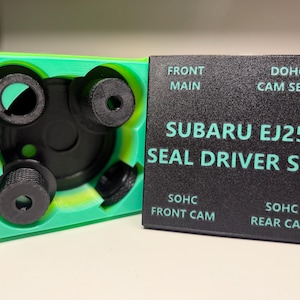 FRONT
MAIN
DOHC
CAM SE
SUBARU EJ25
SEAL DRIVER S
SOHC
FRONT CAM
SOHC
REAR CA